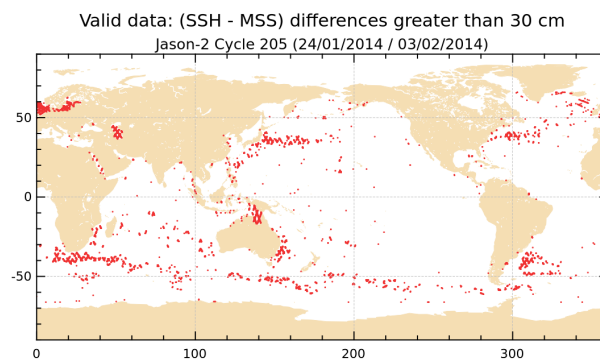 Valid data: (SSH - MSS) differences greater than 30 cm
Jason-2 Cycle 205 (24/01/2014 / 03/02/2014)
50
0
-50
0 100 200 300